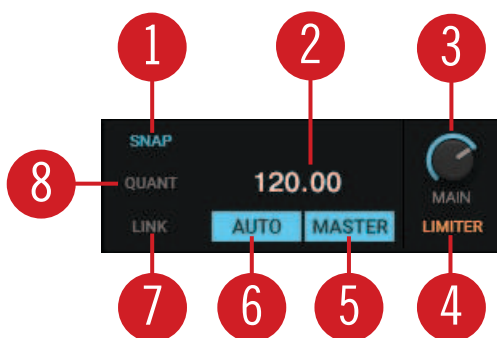 1 2 3
SNAP
8 QUANT 120.00 MAIN
LINK AUTO MASTER LIMITER
7 6 5 4